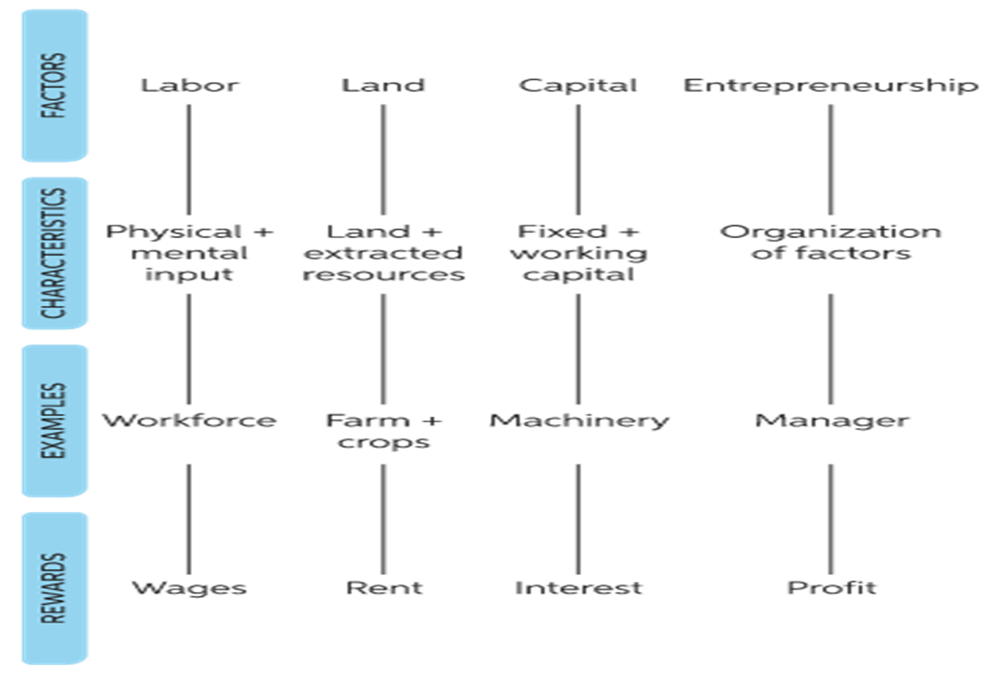 FACTORS
Labor
Land
Capital
Entrepreneurship
CHARACTERISTICS
Physical +
mental
input
Land +
extracted
resources
Fixed +
working
capital
Organization
of factors
EXAMPLES
Workforce
Farm +
crops
Machinery
Manager
REWARDS
Wages
Rent
Interest
Profit